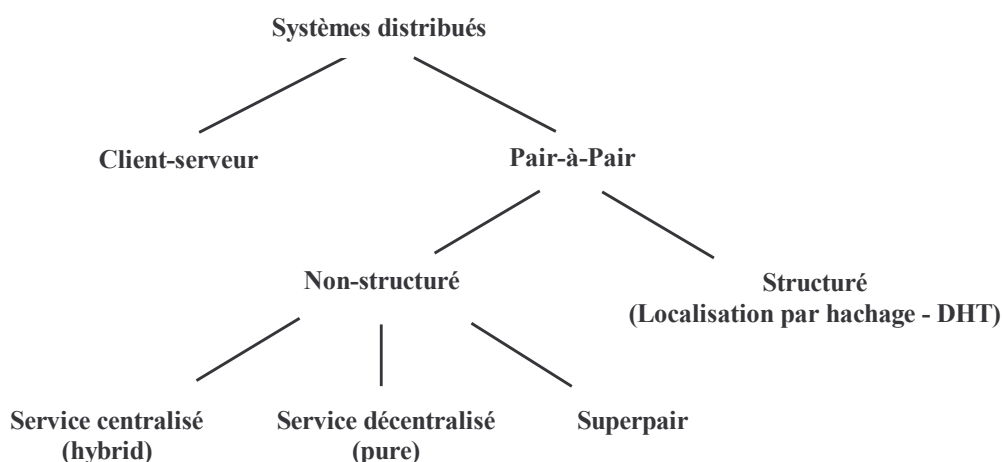 Systèmes distribués
Client-serveur
Pair-à-Pair
Non-structuré
Structuré
(Localisation par hachage - DHT)
Service centralisé
(hybrid)
Service décentralisé
(pure)
Superpair